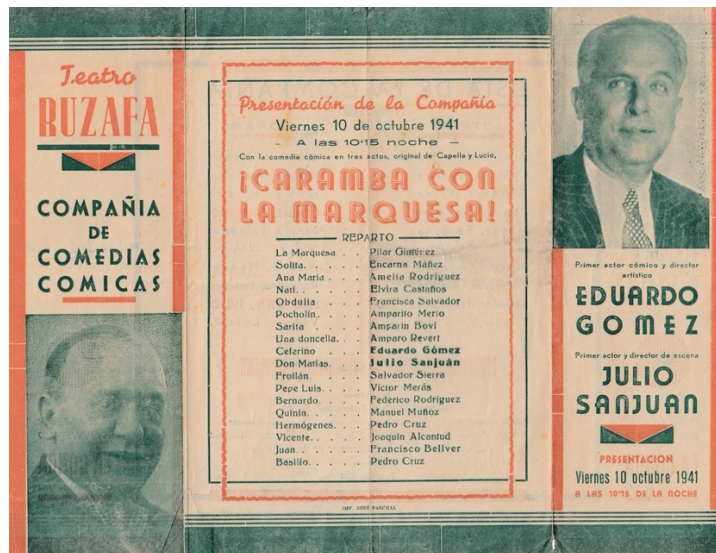 Teatro
RUZAFA
COMPAÑIA
DE
COMEDIAS
COMICAS
Presentación de la Compañía
Viernes 10 de octubre 1941
— A las 10'15 noche —
Con la comedia cómica en tres actos, original de Capella y Lucio,
¡CARAMBA CON
LA MARQUESA!
REPARTO
La Marquesa . . Pilar Giménez
Solita. . . . . Encarna Máñez
Ana María . . . Amelia Rodríguez
Nati. . . . . Elvira Castaños
Obdulia . . . . Francisca Salvador
Pocholín. . . . Amparito Merio
Sarita . . . . Amparín Boví
Una doncella. . . Amparo Revert
Ceferino . . . . Eduardo Gómez
Don Matías. . . . Julio Sanjuán
Froilán. . . . Salvador Sierra
Pepe Luis. . . . Víctor Merás
Bernardo. . . . Federico Rodríguez
Quinín. . . . . Manuel Muñoz
Hermógenes. . . . Pedro Cruz
Vicente. . . . . Joaquín Alcantud
Juan . . . . . Francisco Bellver
Basilio. . . . . Pedro Cruz
IMP. JOSÉ PASCUAL
Primer actor cómico y director
artístico
EDUARDO
GOMEZ
Primer actor y director de escena
JULIO
SANJUAN
PRESENTACION
Viernes 10 octubre 1941
A LAS 10'15 DE LA NOCHE